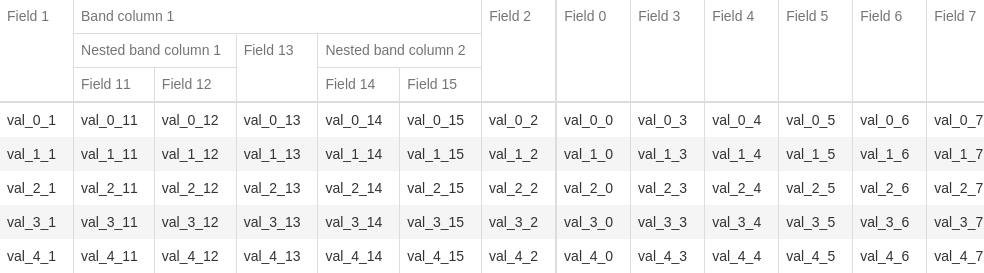 Field 1 Band column 1 Field 2 Field 0 Field 3 Field 4 Field 5 Field 6 Field 7
Nested band column 1 Field 13 Nested band column 2
Field 11 Field 12 Field 14 Field 15
val_0_1 val_0_11 val_0_12 val_0_13 val_0_14 val_0_15 val_0_2 val_0_0 val_0_3 val_0_4 val_0_5 val_0_6 val_0_7
val_1_1 val_1_11 val_1_12 val_1_13 val_1_14 val_1_15 val_1_2 val_1_0 val_1_3 val_1_4 val_1_5 val_1_6 val_1_7
val_2_1 val_2_11 val_2_12 val_2_13 val_2_14 val_2_15 val_2_2 val_2_0 val_2_3 val_2_4 val_2_5 val_2_6 val_2_7
val_3_1 val_3_11 val_3_12 val_3_13 val_3_14 val_3_15 val_3_2 val_3_0 val_3_3 val_3_4 val_3_5 val_3_6 val_3_7
val_4_1 val_4_11 val_4_12 val_4_13 val_4_14 val_4_15 val_4_2 val_4_0 val_4_3 val_4_4 val_4_5 val_4_6 val_4_7